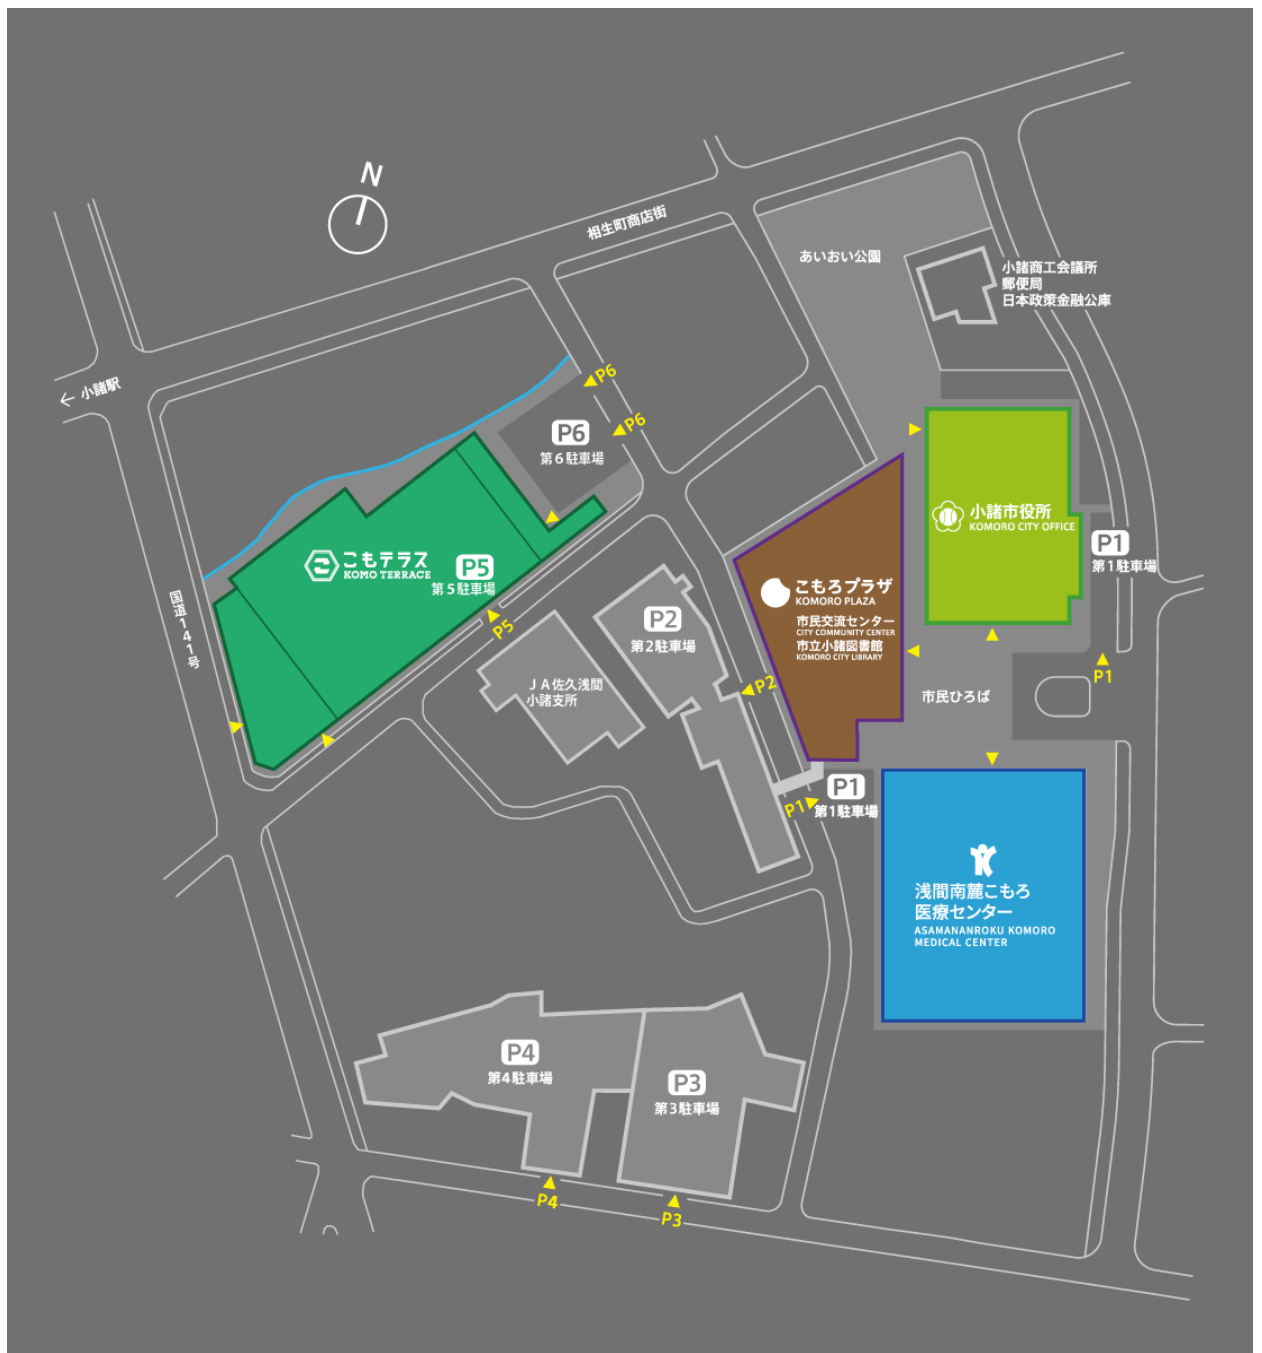 N
相生町商店街
あいおい公園
小諸商工会議所
郵便局
日本政策金融公庫
← 小諸駅
P6
P6
P6
第6駐車場
小諸市役所
KOMORO CITY OFFICE
P1
第1駐車場
P1
こもテラス
KOMO TERRACE
P5
第5駐車場
P5
国道141号
こもろプラザ
KOMORO PLAZA
市民交流センター
CITY COMMUNITY CENTER
市立小諸図書館
KOMORO CITY LIBRARY
P2
第2駐車場
P2
JA佐久浅間
小諸支所
市民ひろば
P1
第1駐車場
P1
浅間南麓こもろ
医療センター
ASAMANANROKU KOMORO
MEDICAL CENTER
P4
第4駐車場
P4
P3
第3駐車場
P3